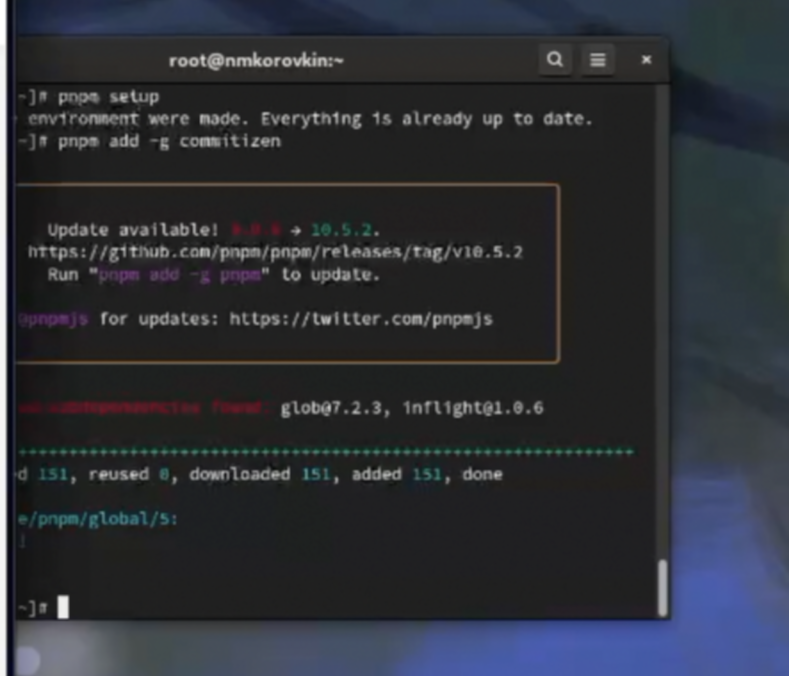 root@nmkorovkin:~
~]# pnpm setup
environment were made. Everything is already up to date.
~]# pnpm add -g commitizen
Update available! → 10.5.2.
https://github.com/pnpm/pnpm/releases/tag/v10.5.2
Run "pnpm add -g pnpm" to update.
@pnpmjs for updates: https://twitter.com/pnpmjs
found: glob@7.2.3, inflight@1.0.6
d 151, reused 0, downloaded 151, added 151, done
e/pnpm/global/5:
~]#